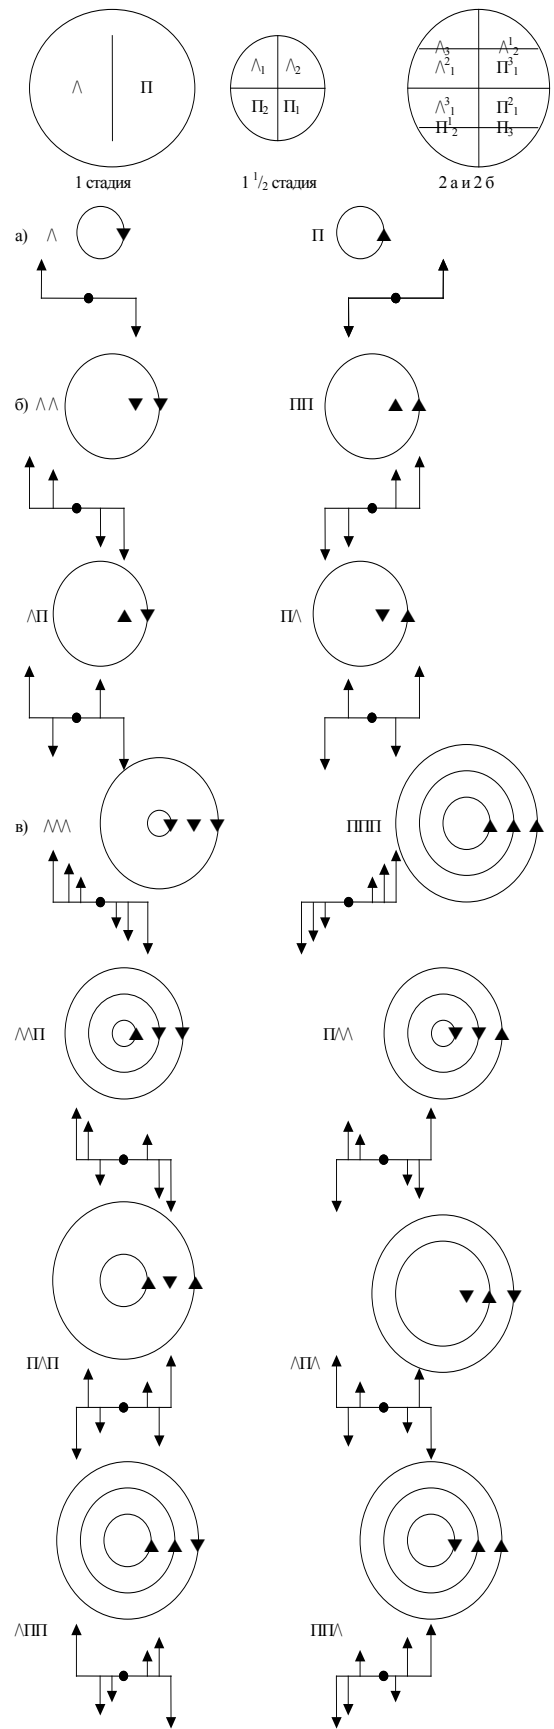 Λ П
Λ₁ Λ₂
П₂ П₁
Λ₃ Λ¹₂
Λ²₁ П³₁
Λ³₁ П²₁
П¹₂ П₃
1 стадия 1 ¹/₂ стадия 2 а и 2 б
а) Λ П
б) ΛΛ ПП
ΛП ПΛ
в) ΛΛΛ ППП
ΛΛП ПΛΛ
ПΛП ΛПΛ
ΛПП ППΛ